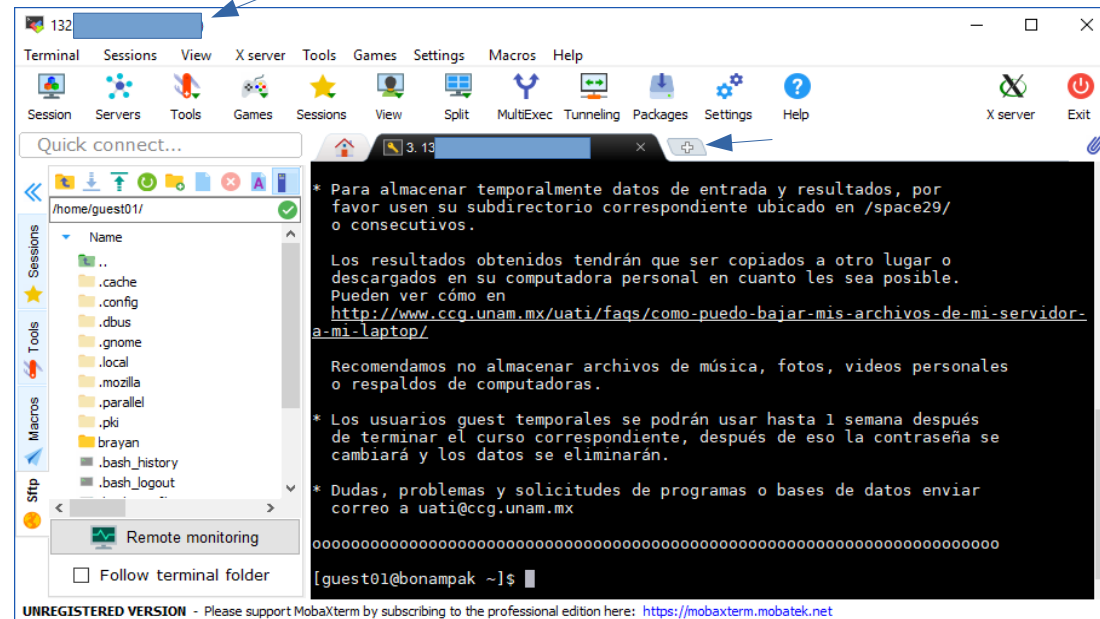 132
Terminal Sessions View X server Tools Games Settings Macros Help
Session Servers Tools Games Sessions View Split MultiExec Tunneling Packages Settings Help X server Exit
Quick connect...
3. 13
/home/guest01/
Name
..
.cache
.config
.dbus
.gnome
.local
.mozilla
.parallel
.pki
brayan
.bash_history
.bash_logout
Sessions
Tools
Macros
Sftp
Remote monitoring
Follow terminal folder
* Para almacenar temporalmente datos de entrada y resultados, por
favor usen su subdirectorio correspondiente ubicado en /space29/
o consecutivos.
Los resultados obtenidos tendrán que ser copiados a otro lugar o
descargados en su computadora personal en cuanto les sea posible.
Pueden ver cómo en
http://www.ccg.unam.mx/uati/faqs/como-puedo-bajar-mis-archivos-de-mi-servidor-
a-mi-laptop/
Recomendamos no almacenar archivos de música, fotos, videos personales
o respaldos de computadoras.
* Los usuarios guest temporales se podrán usar hasta 1 semana después
de terminar el curso correspondiente, después de eso la contraseña se
cambiará y los datos se eliminarán.
* Dudas, problemas y solicitudes de programas o bases de datos enviar
correo a uati@ccg.unam.mx
oooooooooooooooooooooooooooooooooooooooooooooooooooooooooooooooooooooo
[guest01@bonampak ~]$
UNREGISTERED VERSION - Please support MobaXterm by subscribing to the professional edition here: https://mobaxterm.mobatek.net